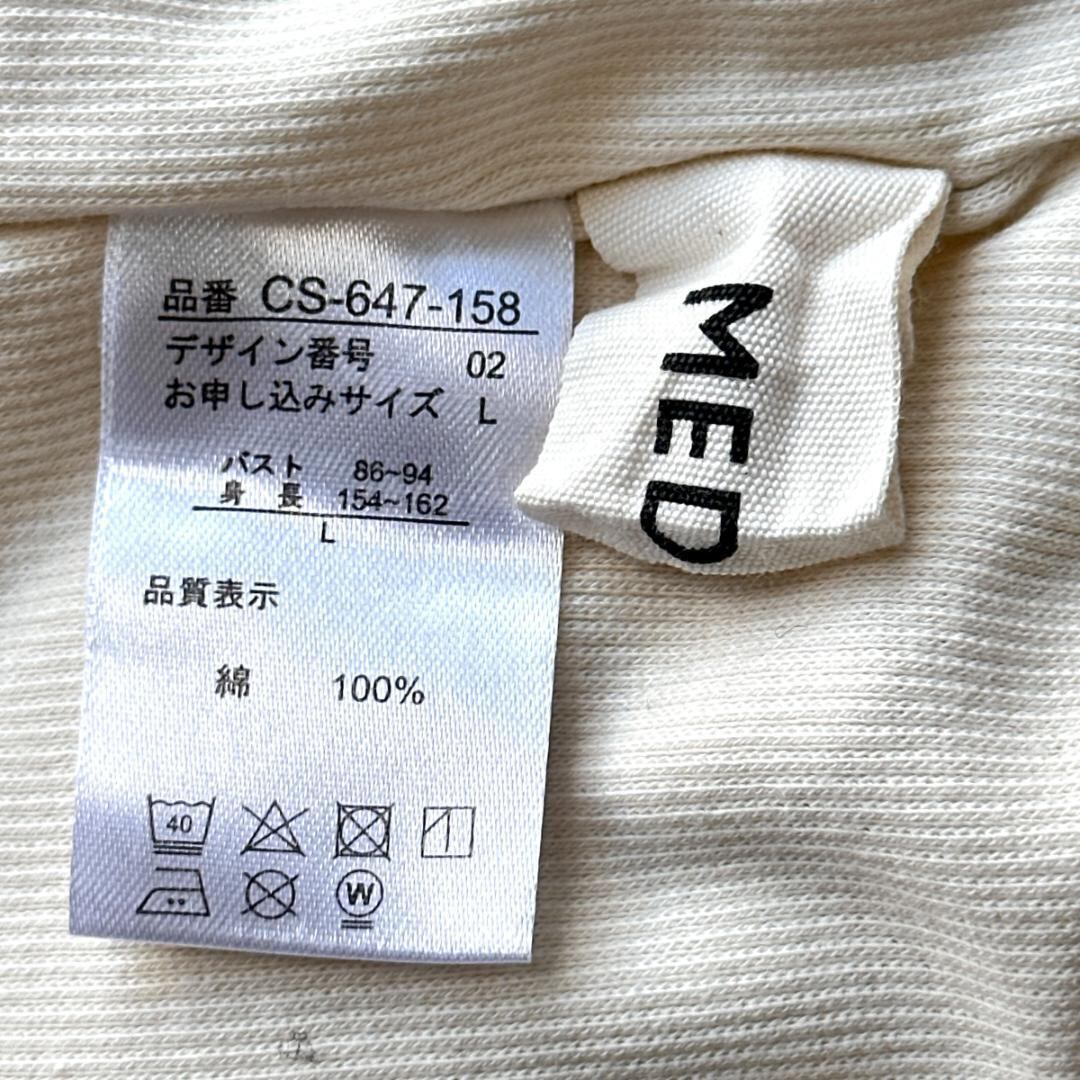 品番 CS-647-158
デザイン番号 02
お申し込みサイズ L
バスト 86~94
身 長 154~162
L
品質表示
綿 100%
40
W
MED